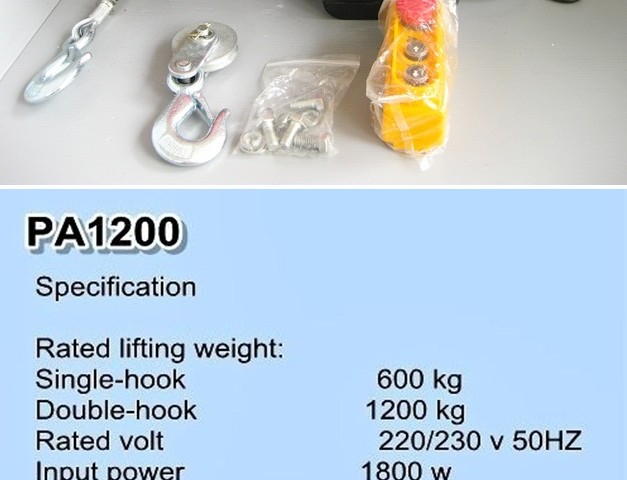 PA1200
Specification
Rated lifting weight:
Single-hook 600 kg
Double-hook 1200 kg
Rated volt 220/230 v 50HZ
Input power 1800 w